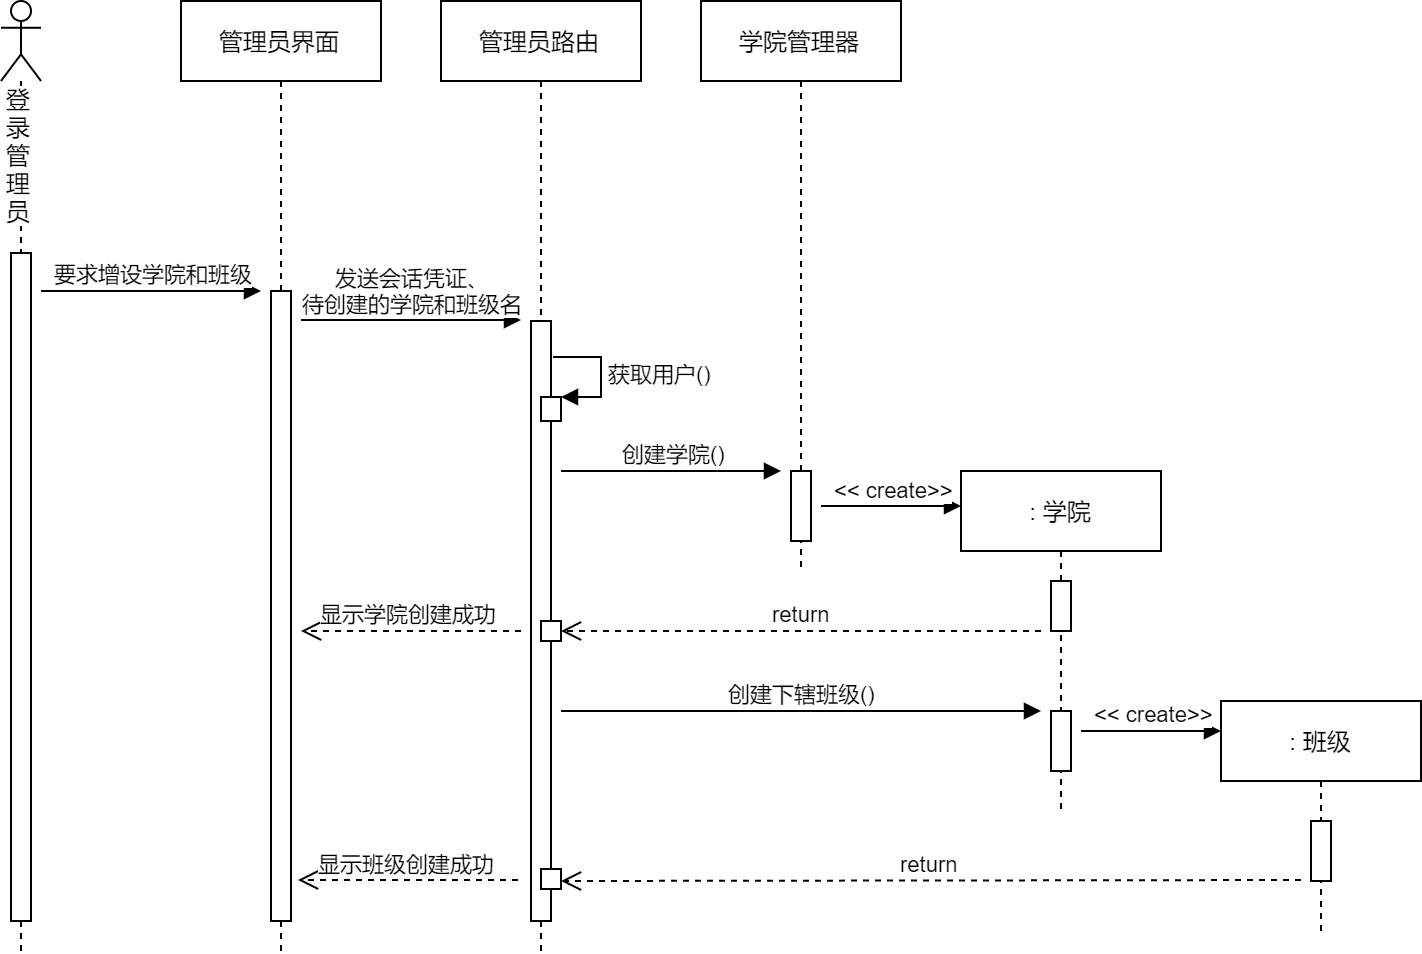 管理员界面
管理员路由
学院管理器
登
录
管
理
员
要求增设学院和班级
发送会话凭证、
待创建的学院和班级名
获取用户()
创建学院()
<< create>>
: 学院
显示学院创建成功
return
创建下辖班级()
<< create>>
: 班级
显示班级创建成功
return